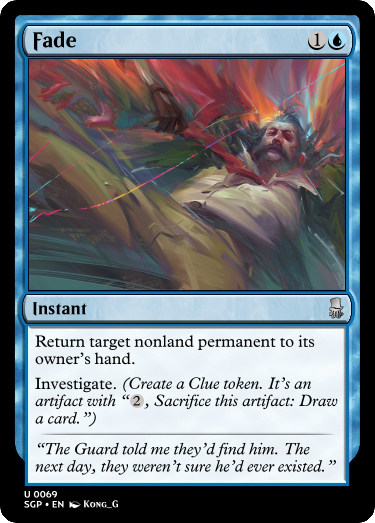 Fade 1
Instant
Return target nonland permanent to its
owner's hand.
Investigate. (Create a Clue token. It's an
artifact with “2, Sacrifice this artifact: Draw
a card.”)
“The Guard told me they'd find him. The
next day, they weren't sure he'd ever existed.”
U 0069
SGP • EN Kong_G